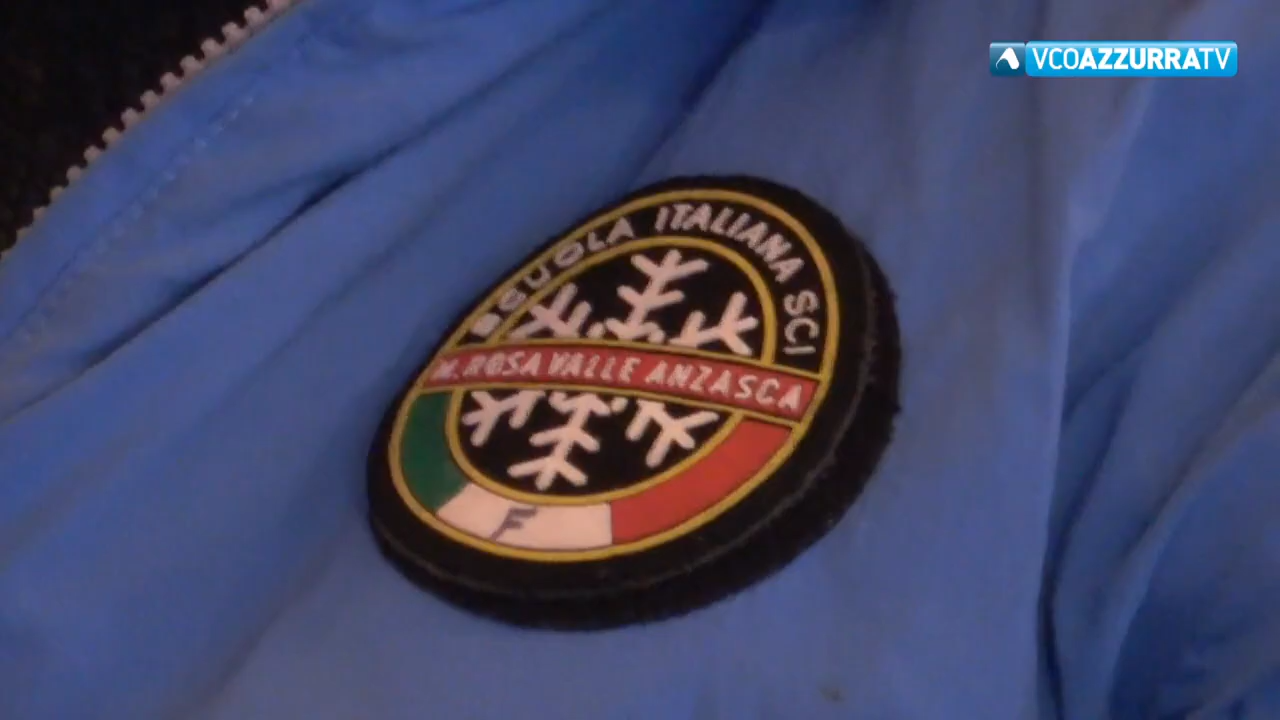 VCOAZZURRATV
SCUOLA ITALIANA SCI
M. ROSA VALLE ANZASCA
F